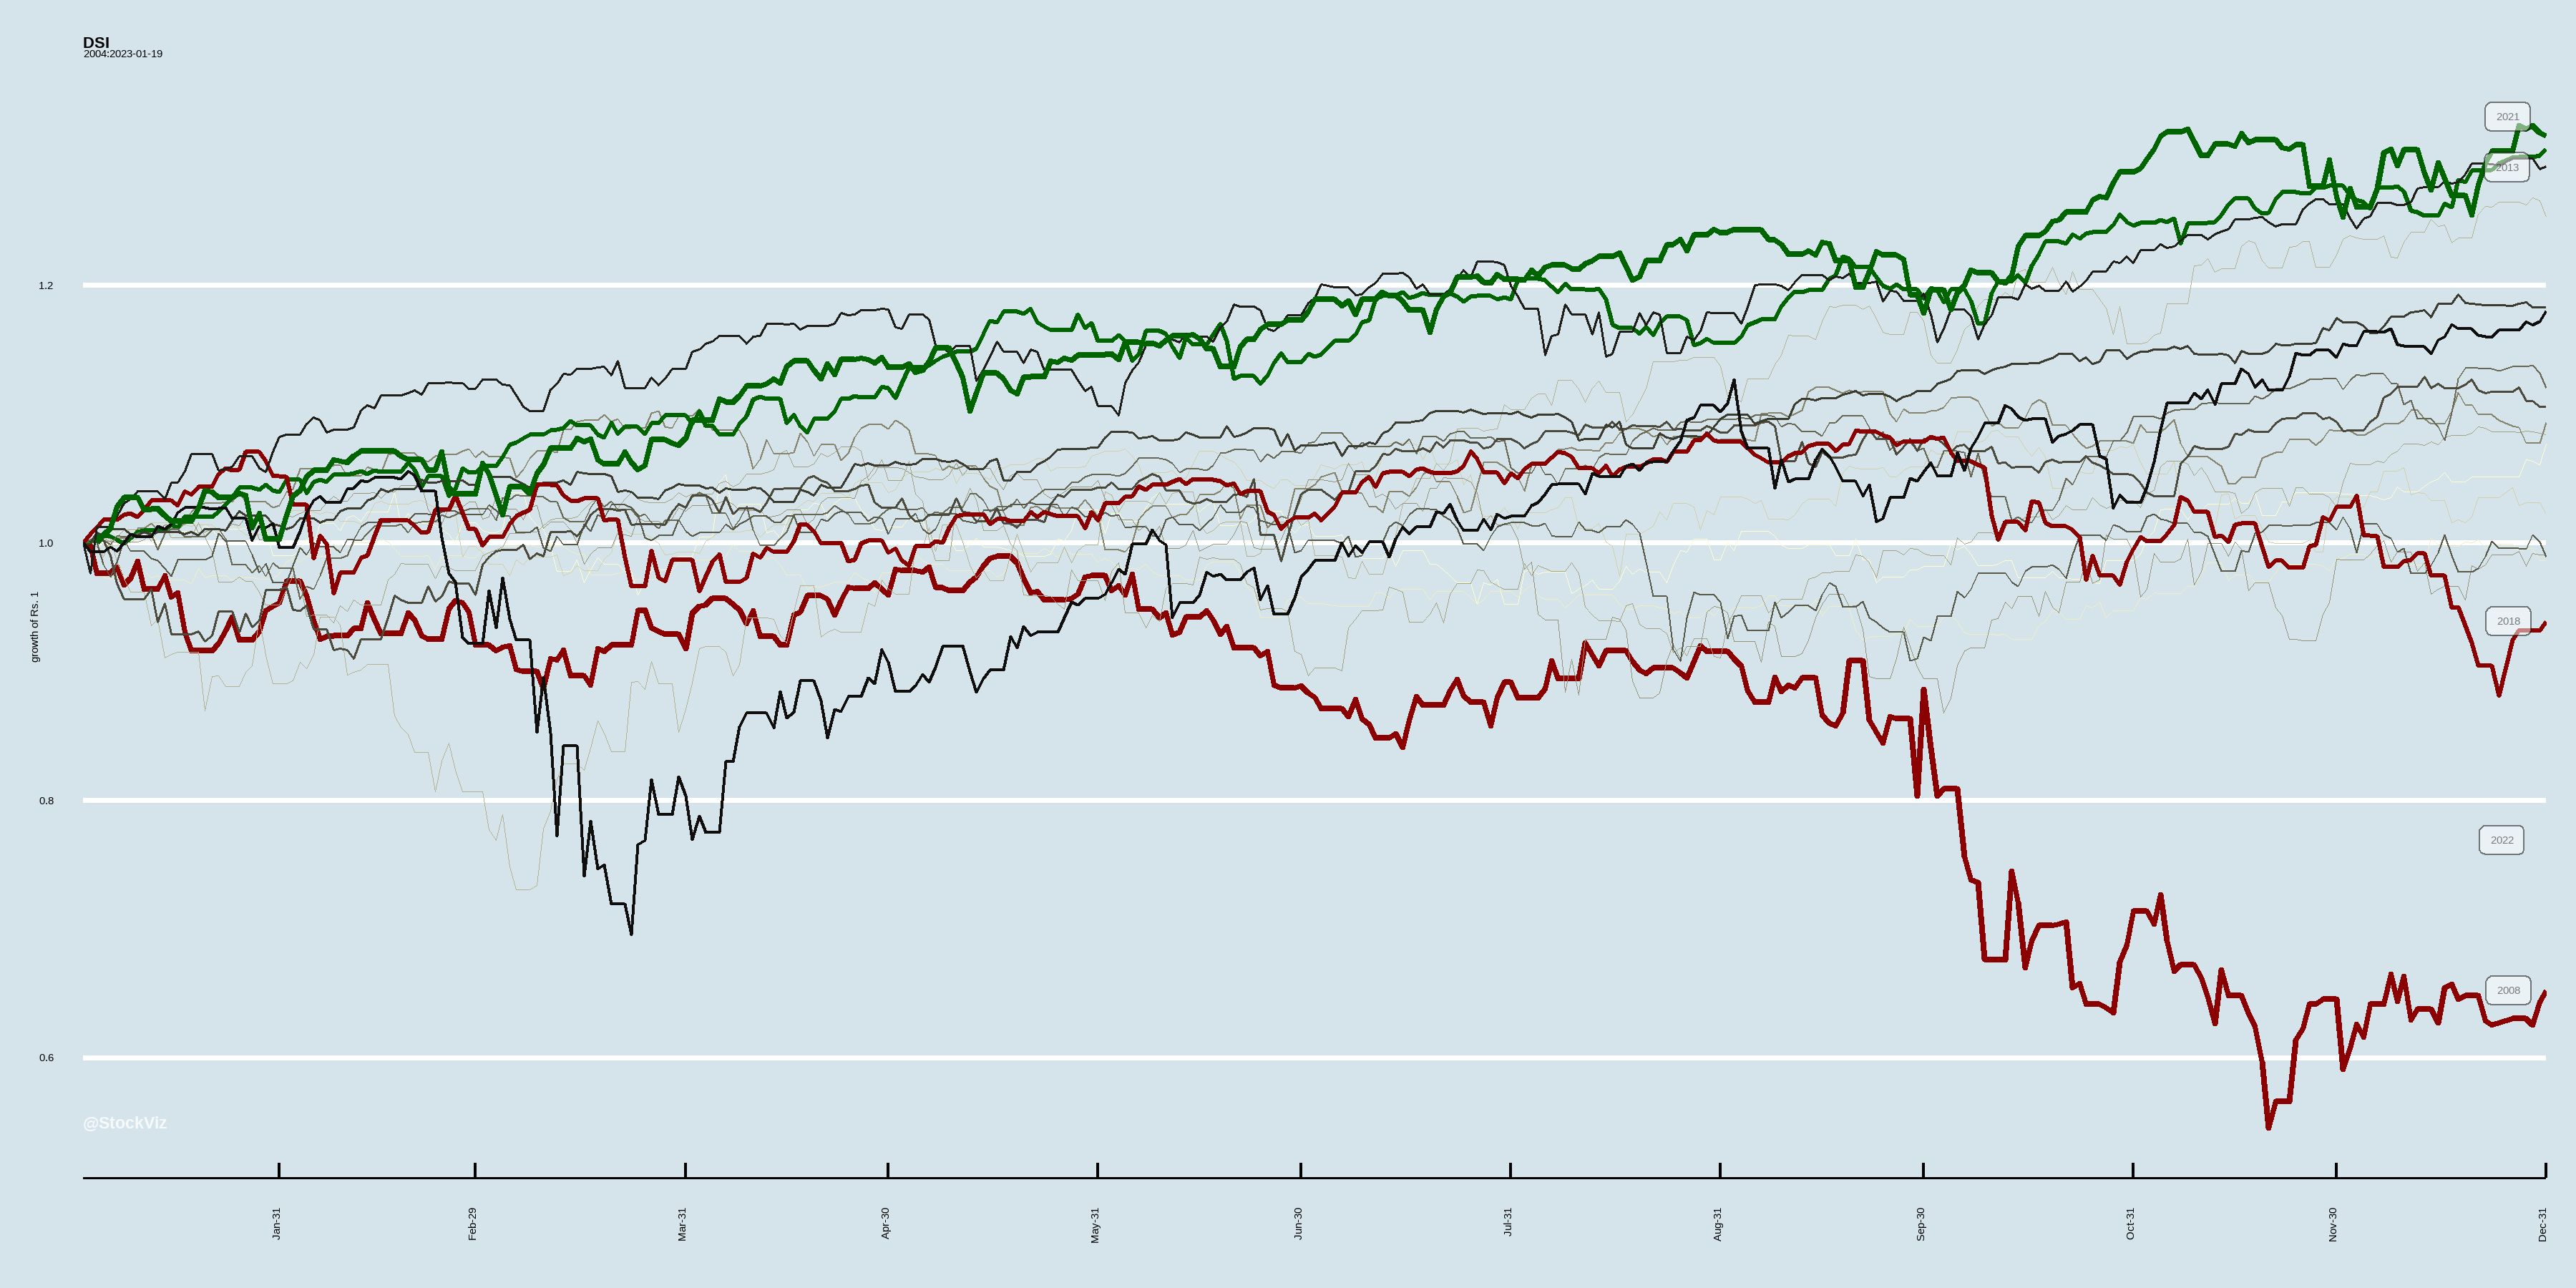 DSI
2004:2023-01-19
2021
2013
1.2
1.0
growth of Rs. 1
2018
0.8
2022
2008
0.6
@StockViz
Jan-31
Feb-29
Mar-31
Apr-30
May-31
Jun-30
Jul-31
Aug-31
Sep-30
Oct-31
Nov-30
Dec-31